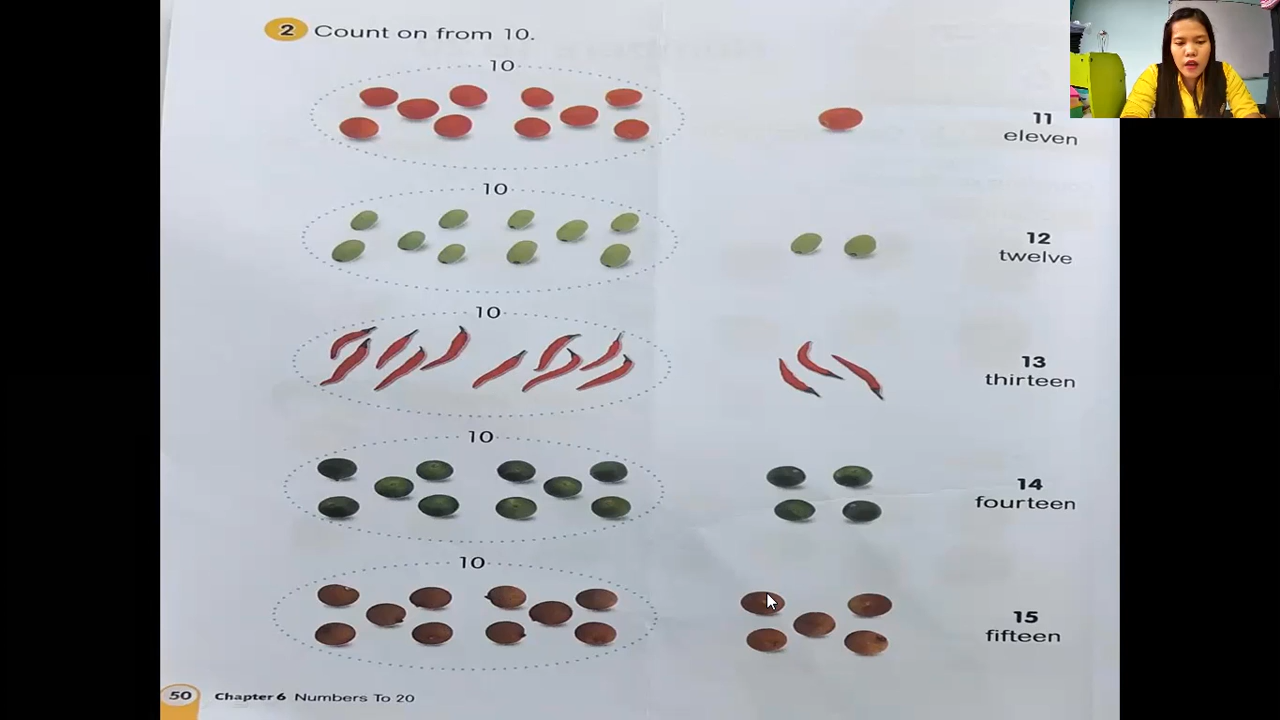 2 Count on from 10.
10
11
eleven
10
12
twelve
10
13
thirteen
10
14
fourteen
10
15
fifteen
50 Chapter 6 Numbers To 20